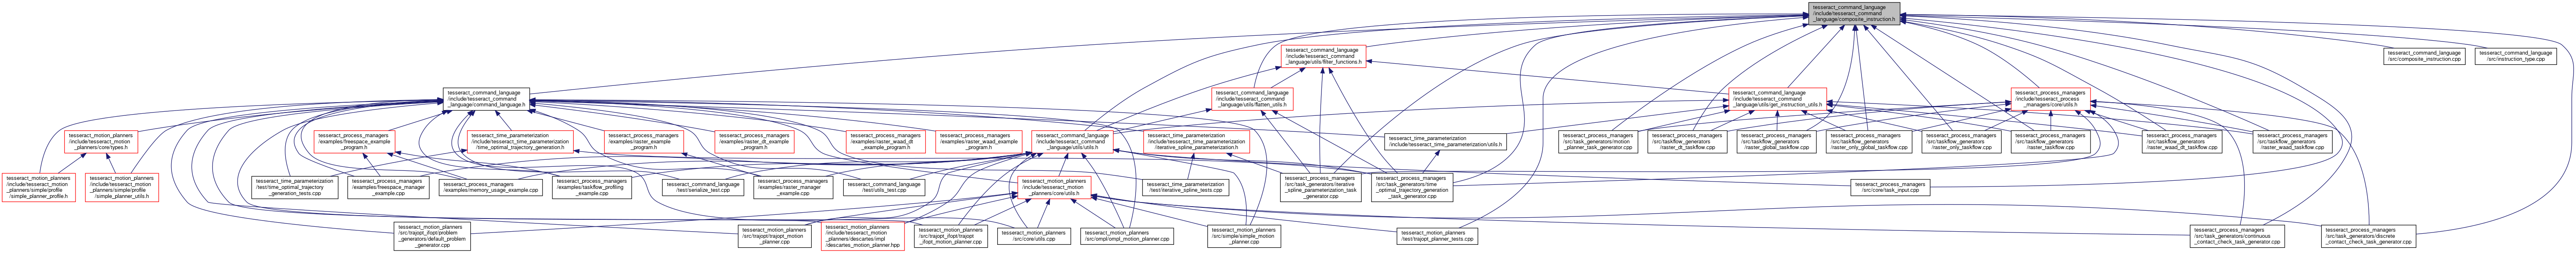 tesseract_command_language
/include/tesseract_command
_language/composite_instruction.h
tesseract_command_language
/include/tesseract_command
_language/utils/filter_functions.h
tesseract_command_language
/src/composite_instruction.cpp
tesseract_command_language
/src/instruction_type.cpp
tesseract_command_language
/include/tesseract_command
_language/command_language.h
tesseract_command_language
/include/tesseract_command
_language/utils/flatten_utils.h
tesseract_command_language
/include/tesseract_command
_language/utils/get_instruction_utils.h
tesseract_process_managers
/include/tesseract_process
_managers/core/utils.h
tesseract_motion_planners
/include/tesseract_motion
_planners/core/types.h
tesseract_process_managers
/examples/freespace_example
_program.h
tesseract_time_parameterization
/include/tesseract_time_parameterization
/time_optimal_trajectory_generation.h
tesseract_process_managers
/examples/raster_example
_program.h
tesseract_process_managers
/examples/raster_dt_example
_program.h
tesseract_process_managers
/examples/raster_waad_dt
_example_program.h
tesseract_process_managers
/examples/raster_waad_example
_program.h
tesseract_command_language
/include/tesseract_command
_language/utils/utils.h
tesseract_time_parameterization
/include/tesseract_time_parameterization
/iterative_spline_parameterization.h
tesseract_time_parameterization
/include/tesseract_time_parameterization/utils.h
tesseract_process_managers
/src/task_generators/motion
_planner_task_generator.cpp
tesseract_process_managers
/src/taskflow_generators
/raster_dt_taskflow.cpp
tesseract_process_managers
/src/taskflow_generators
/raster_global_taskflow.cpp
tesseract_process_managers
/src/taskflow_generators
/raster_only_global_taskflow.cpp
tesseract_process_managers
/src/taskflow_generators
/raster_only_taskflow.cpp
tesseract_process_managers
/src/taskflow_generators
/raster_taskflow.cpp
tesseract_process_managers
/src/taskflow_generators
/raster_waad_dt_taskflow.cpp
tesseract_process_managers
/src/taskflow_generators
/raster_waad_taskflow.cpp
tesseract_motion_planners
/include/tesseract_motion
_planners/simple/profile
/simple_planner_profile.h
tesseract_motion_planners
/include/tesseract_motion
_planners/simple/profile
/simple_planner_utils.h
tesseract_time_parameterization
/test/time_optimal_trajectory
_generation_tests.cpp
tesseract_process_managers
/examples/freespace_manager
_example.cpp
tesseract_process_managers
/examples/memory_usage_example.cpp
tesseract_process_managers
/examples/taskflow_profiling
_example.cpp
tesseract_command_language
/test/serialize_test.cpp
tesseract_process_managers
/examples/raster_manager
_example.cpp
tesseract_command_language
/test/utils_test.cpp
tesseract_motion_planners
/include/tesseract_motion
_planners/core/utils.h
tesseract_time_parameterization
/test/iterative_spline_tests.cpp
tesseract_process_managers
/src/task_generators/iterative
_spline_parameterization_task
_generator.cpp
tesseract_process_managers
/src/task_generators/time
_optimal_trajectory_generation
_task_generator.cpp
tesseract_process_managers
/src/core/task_input.cpp
tesseract_motion_planners
/src/trajopt_ifopt/problem
_generators/default_problem
_generator.cpp
tesseract_motion_planners
/src/trajopt/trajopt_motion
_planner.cpp
tesseract_motion_planners
/include/tesseract_motion
_planners/descartes/impl
/descartes_motion_planner.hpp
tesseract_motion_planners
/src/trajopt_ifopt/trajopt
_ifopt_motion_planner.cpp
tesseract_motion_planners
/src/core/utils.cpp
tesseract_motion_planners
/src/ompl/ompl_motion_planner.cpp
tesseract_motion_planners
/src/simple/simple_motion
_planner.cpp
tesseract_motion_planners
/test/trajopt_planner_tests.cpp
tesseract_process_managers
/src/task_generators/continuous
_contact_check_task_generator.cpp
tesseract_process_managers
/src/task_generators/discrete
_contact_check_task_generator.cpp